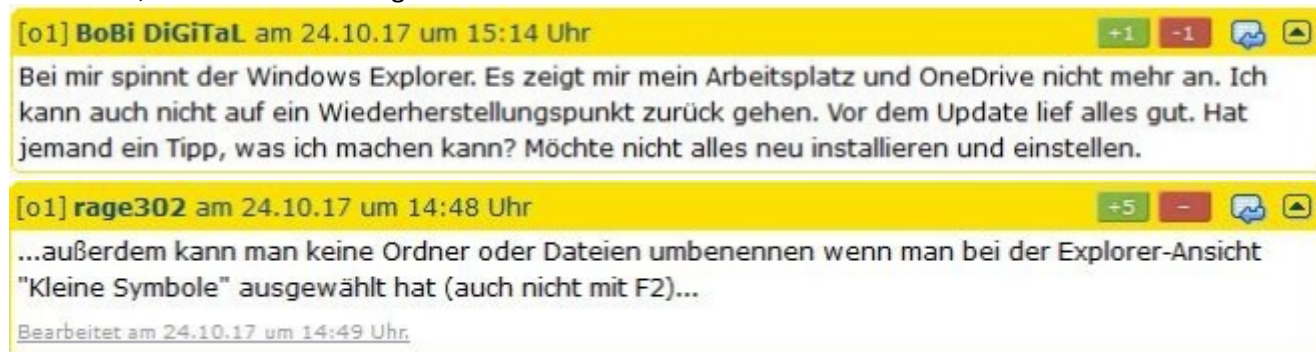 [o1] BoBi DiGiTaL am 24.10.17 um 15:14 Uhr +1 -1
Bei mir spinnt der Windows Explorer. Es zeigt mir mein Arbeitsplatz und OneDrive nicht mehr an. Ich
kann auch nicht auf ein Wiederherstellungspunkt zurück gehen. Vor dem Update lief alles gut. Hat
jemand ein Tipp, was ich machen kann? Möchte nicht alles neu installieren und einstellen.
[o1] rage302 am 24.10.17 um 14:48 Uhr +5 –
...außerdem kann man keine Ordner oder Dateien umbenennen wenn man bei der Explorer-Ansicht
"Kleine Symbole" ausgewählt hat (auch nicht mit F2)...
Bearbeitet am 24.10.17 um 14:49 Uhr.